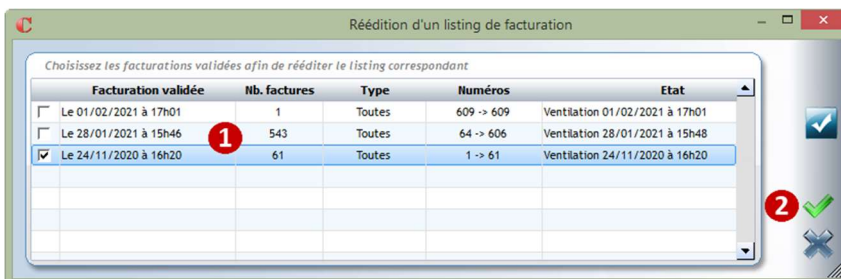 C Réédition d'un listing de facturation
Choisissez les facturations validées afin de rééditer le listing correspondant
Facturation validée Nb. factures Type Numéros Etat
Le 01/02/2021 à 17h01 1 Toutes 609 -> 609 Ventilation 01/02/2021 à 17h01
Le 28/01/2021 à 15h46 543 Toutes 64 -> 606 Ventilation 28/01/2021 à 15h48
1
Le 24/11/2020 à 16h20 61 Toutes 1 -> 61 Ventilation 24/11/2020 à 16h20
2